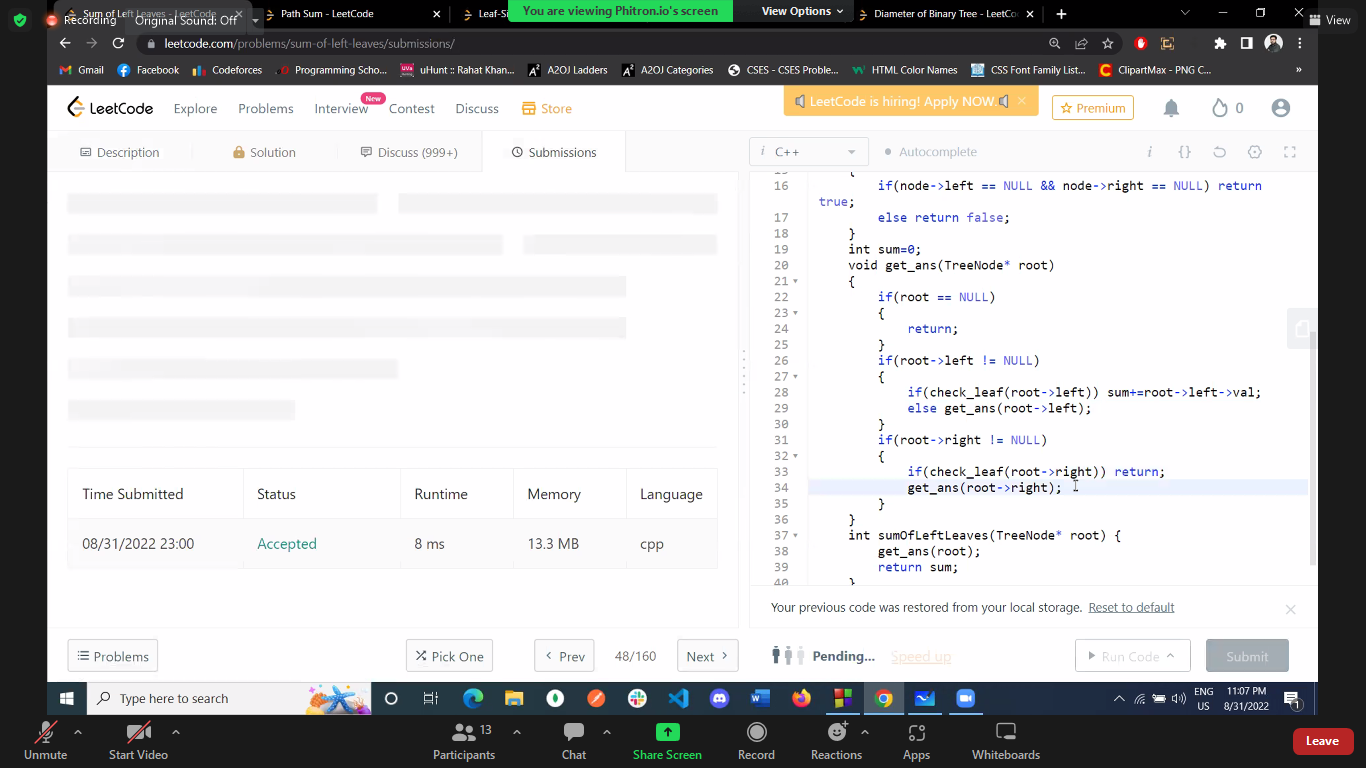 Sum of Left Leaves - LeetCode
Recording
Original Sound: Off
Path Sum - LeetCode
Leaf-Si
You are viewing Phitron.io's screen
View Options
Diameter of Binary Tree - LeetCo
View
leetcode.com/problems/sum-of-left-leaves/submissions/
Gmail
Facebook
Codeforces
Programming Scho...
uHunt :: Rahat Khan...
A2OJ Ladders
A2OJ Categories
CSES - CSES Proble...
HTML Color Names
CSS Font Family List...
ClipartMax - PNG C...
»
LeetCode
Explore
Problems
Interview
New
Contest
Discuss
Store
LeetCode is hiring! Apply NOW.
Premium
0
Description
Solution
Discuss (999+)
Submissions
i C++
Autocomplete
i {}
15 {
16 if(node->left == NULL && node->right == NULL) return
true;
17 else return false;
18 }
19 int sum=0;
20 void get_ans(TreeNode* root)
21 {
22 if(root == NULL)
23 {
24 return;
25 }
26 if(root->left != NULL)
27 {
28 if(check_leaf(root->left)) sum+=root->left->val;
29 else get_ans(root->left);
30 }
31 if(root->right != NULL)
32 {
33 if(check_leaf(root->right)) return;
34 get_ans(root->right);
35 }
36 }
37 int sumOfLeftLeaves(TreeNode* root) {
38 get_ans(root);
39 return sum;
40 }
Time Submitted Status Runtime Memory Language
08/31/2022 23:00 Accepted 8 ms 13.3 MB cpp
Your previous code was restored from your local storage. Reset to default
Problems
Pick One
Prev
48/160
Next
Pending...
Speed up
Run Code
Submit
Type here to search
ENG
US
11:07 PM
8/31/2022
1
Unmute
Start Video
Participants
13
Chat
Share Screen
Record
Reactions
Apps
Whiteboards
Leave